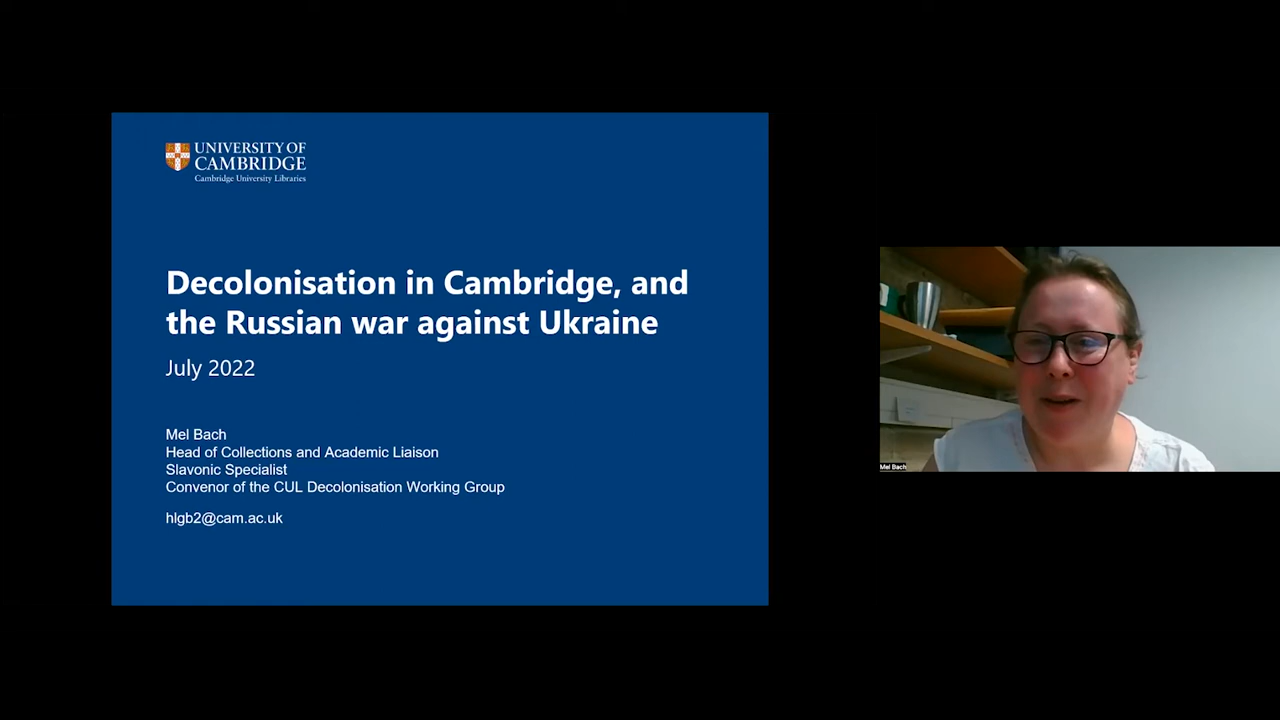 UNIVERSITY OF
CAMBRIDGE
Cambridge University Libraries
Decolonisation in Cambridge, and
the Russian war against Ukraine
July 2022
Mel Bach
Head of Collections and Academic Liaison
Slavonic Specialist
Convenor of the CUL Decolonisation Working Group
hlgb2@cam.ac.uk
Mel Bach